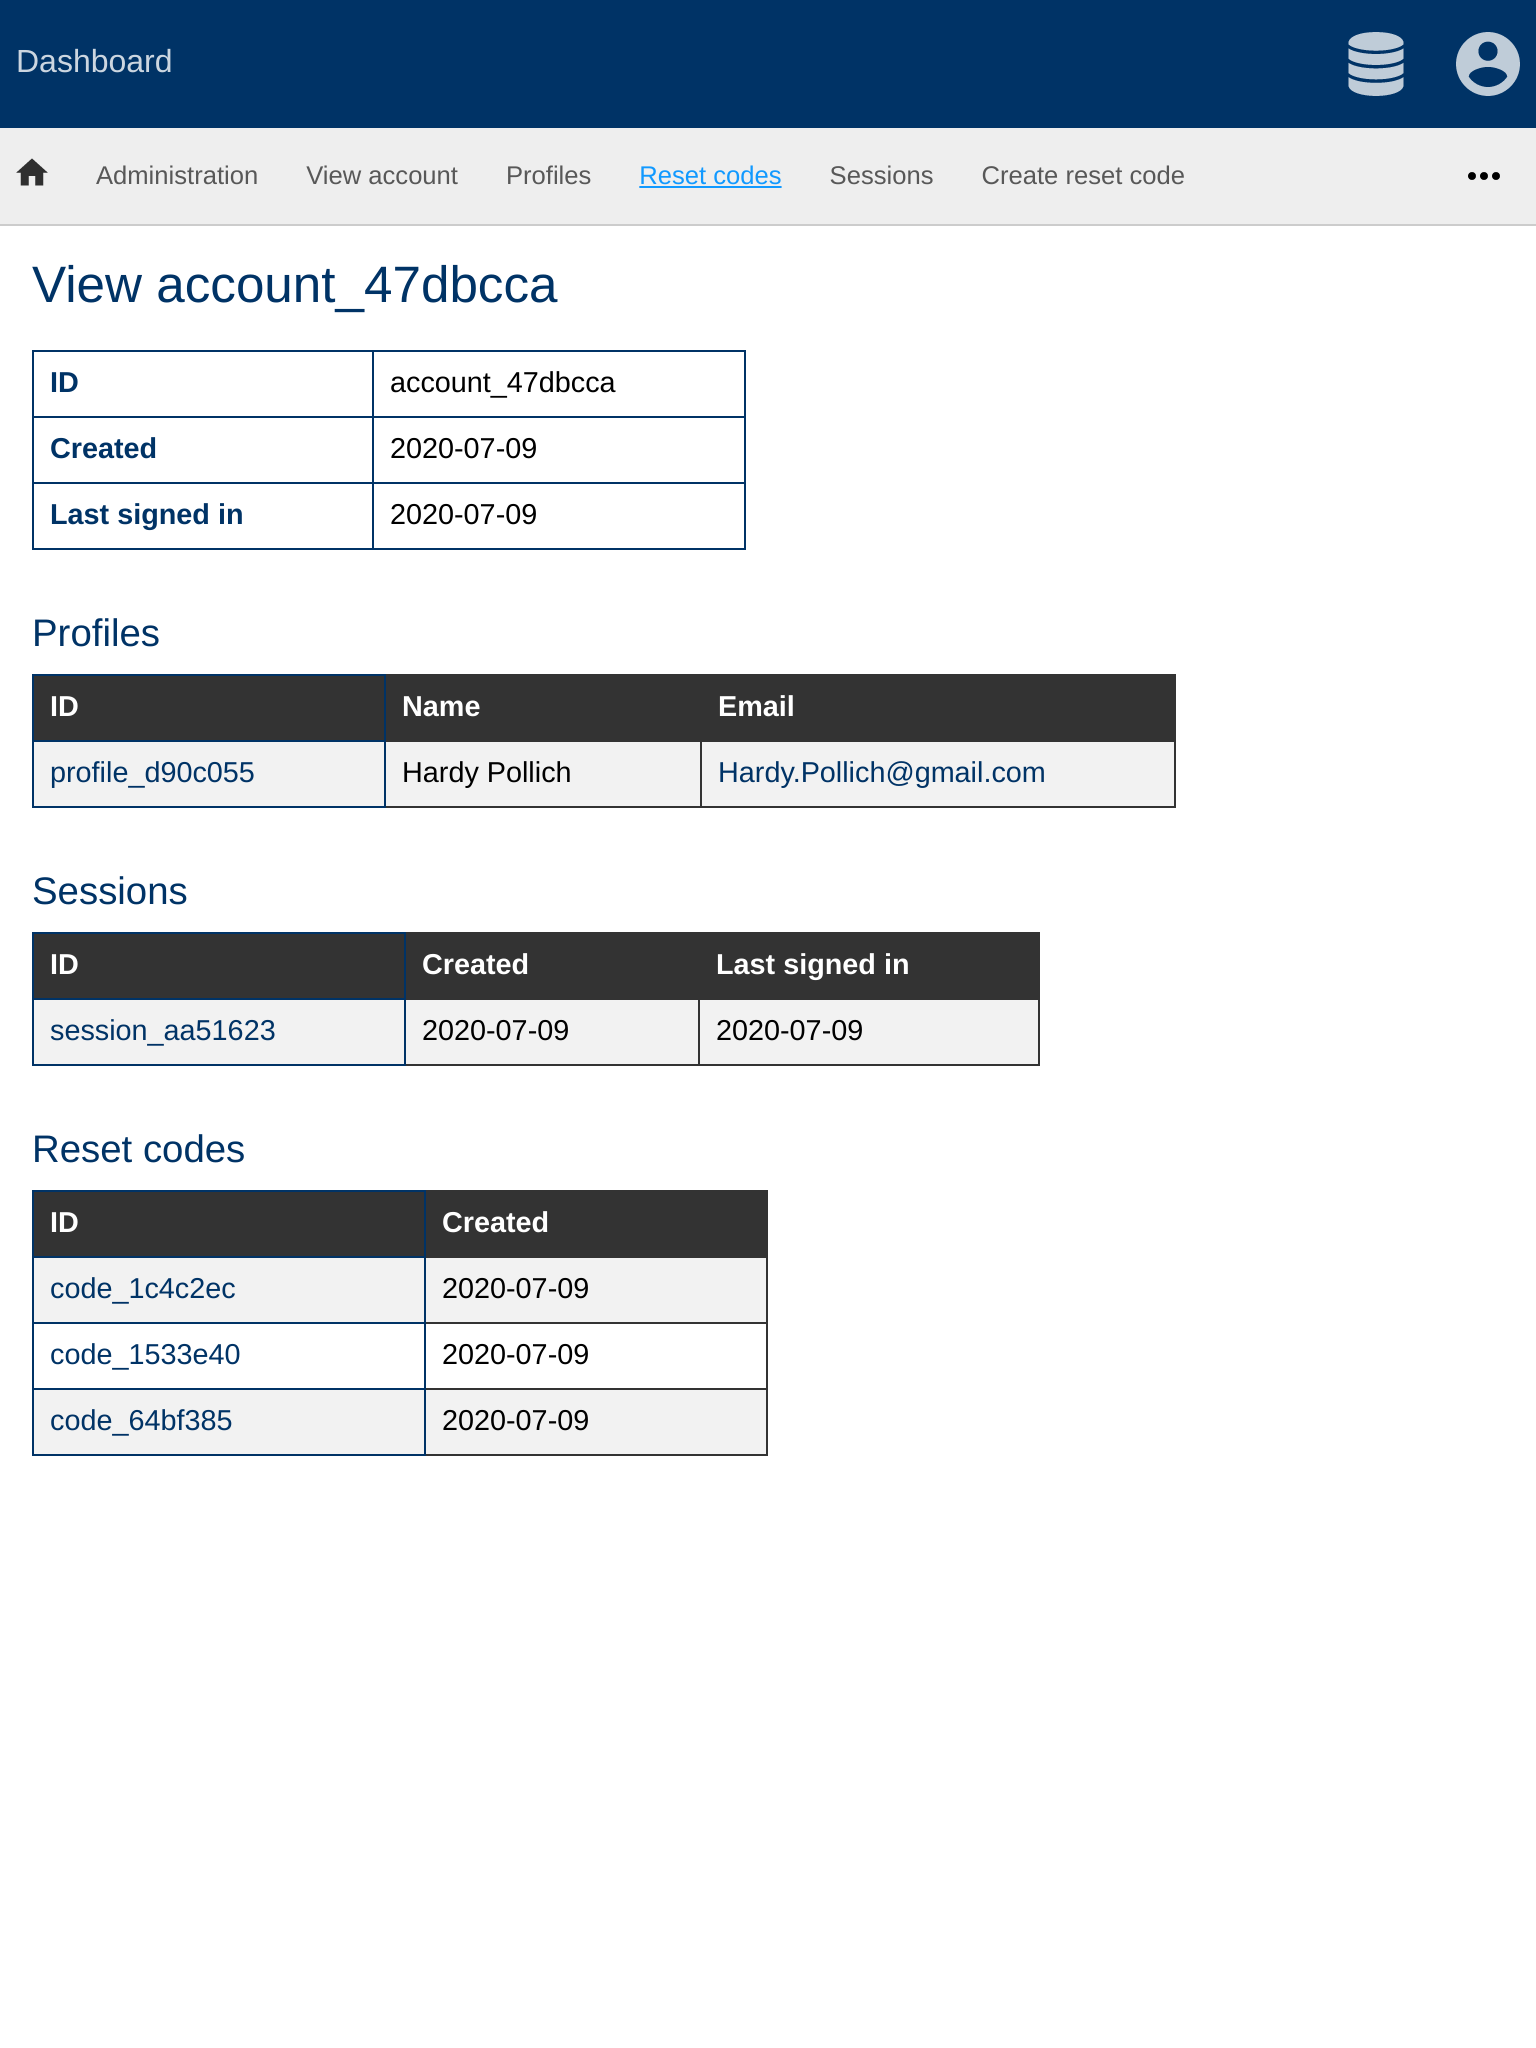 Dashboard
Administration View account Profiles Reset codes Sessions Create reset code
View account_47dbcca
ID account_47dbcca
Created 2020-07-09
Last signed in 2020-07-09
Profiles
ID Name Email
profile_d90c055 Hardy Pollich Hardy.Pollich@gmail.com
Sessions
ID Created Last signed in
session_aa51623 2020-07-09 2020-07-09
Reset codes
ID Created
code_1c4c2ec 2020-07-09
code_1533e40 2020-07-09
code_64bf385 2020-07-09